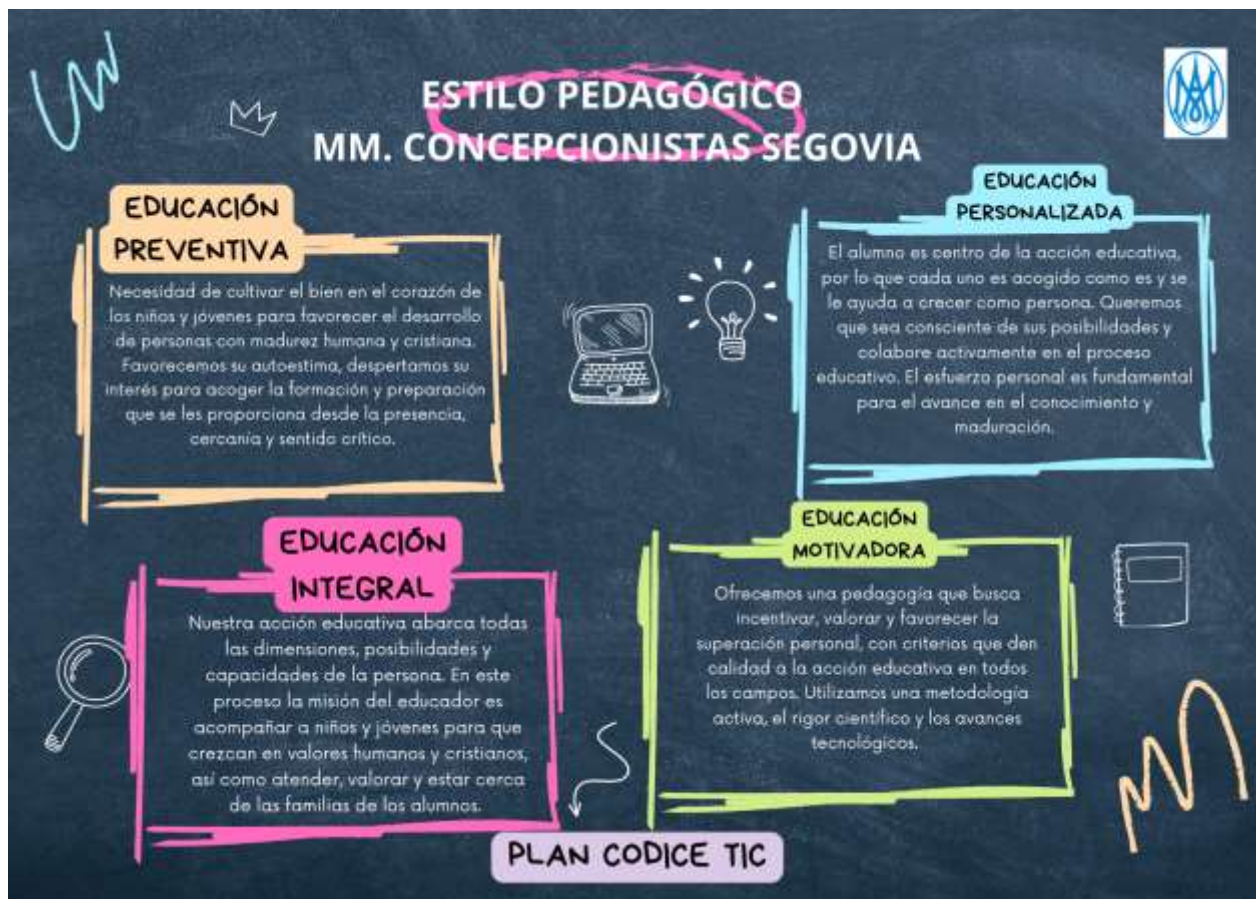 ESTILO PEDAGÓGICO
MM. CONCEPCIONISTAS SEGOVIA
EDUCACIÓN
PREVENTIVA
Necesidad de cultivar el bien en el corazón de
los niños y jóvenes para favorecer el desarrollo
de personas con madurez humana y cristiana.
Favorecemos su autoestima, despertamos su
interés para acoger la formación y preparación
que se les proporciona desde la presencia,
cercanía y sentido crítico.
EDUCACIÓN
PERSONALIZADA
El alumno es centro de la acción educativa,
por lo que cada uno es acogido como es y se
le ayuda a crecer como persona. Queremos
que sea consciente de sus posibilidades y
colabore activamente en el proceso
educativo. El esfuerzo personal es fundamental
para el avance en el conocimiento y
maduración.
EDUCACIÓN
INTEGRAL
Nuestra acción educativa abarca todas
las dimensiones, posibilidades y
capacidades de la persona. En este
proceso la misión del educador es
acompañar a niños y jóvenes para que
crezcan en valores humanos y cristianos,
así como atender, valorar y estar cerca
de las familias de los alumnos.
EDUCACIÓN
MOTIVADORA
Ofrecemos una pedagogía que busca
incentivar, valorar y favorecer la
superación personal, con criterios que den
calidad a la acción educativa en todos
los campos. Utilizamos una metodología
activa, el rigor científico y los avances
tecnológicos.
PLAN CODICE TIC